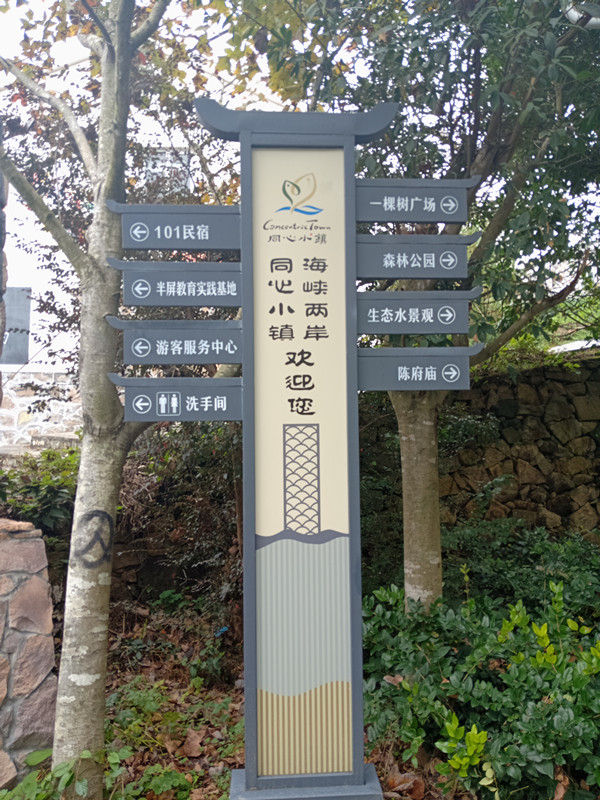 Concentric Town
同心小镇
海峡两岸
同心小镇
欢迎您
101民宿
半屏教育实践基地
游客服务中心
洗手间
一棵树广场
森林公园
生态水景观
陈府庙